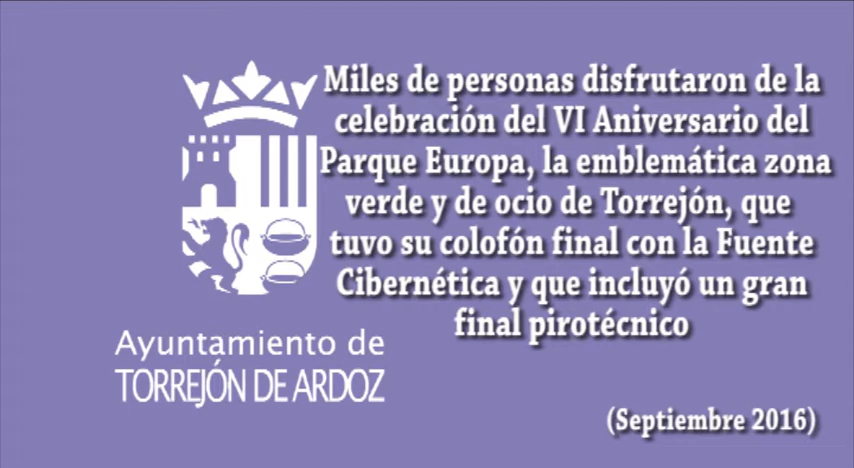 Miles de personas disfrutaron de la
celebración del VI Aniversario del
Parque Europa, la emblemática zona
verde y de ocio de Torrejón, que
tuvo su colofón final con la Fuente
Cibernética y que incluyó un gran
final pirotécnico
Ayuntamiento de
TORREJÓN DE ARDOZ
(Septiembre 2016)